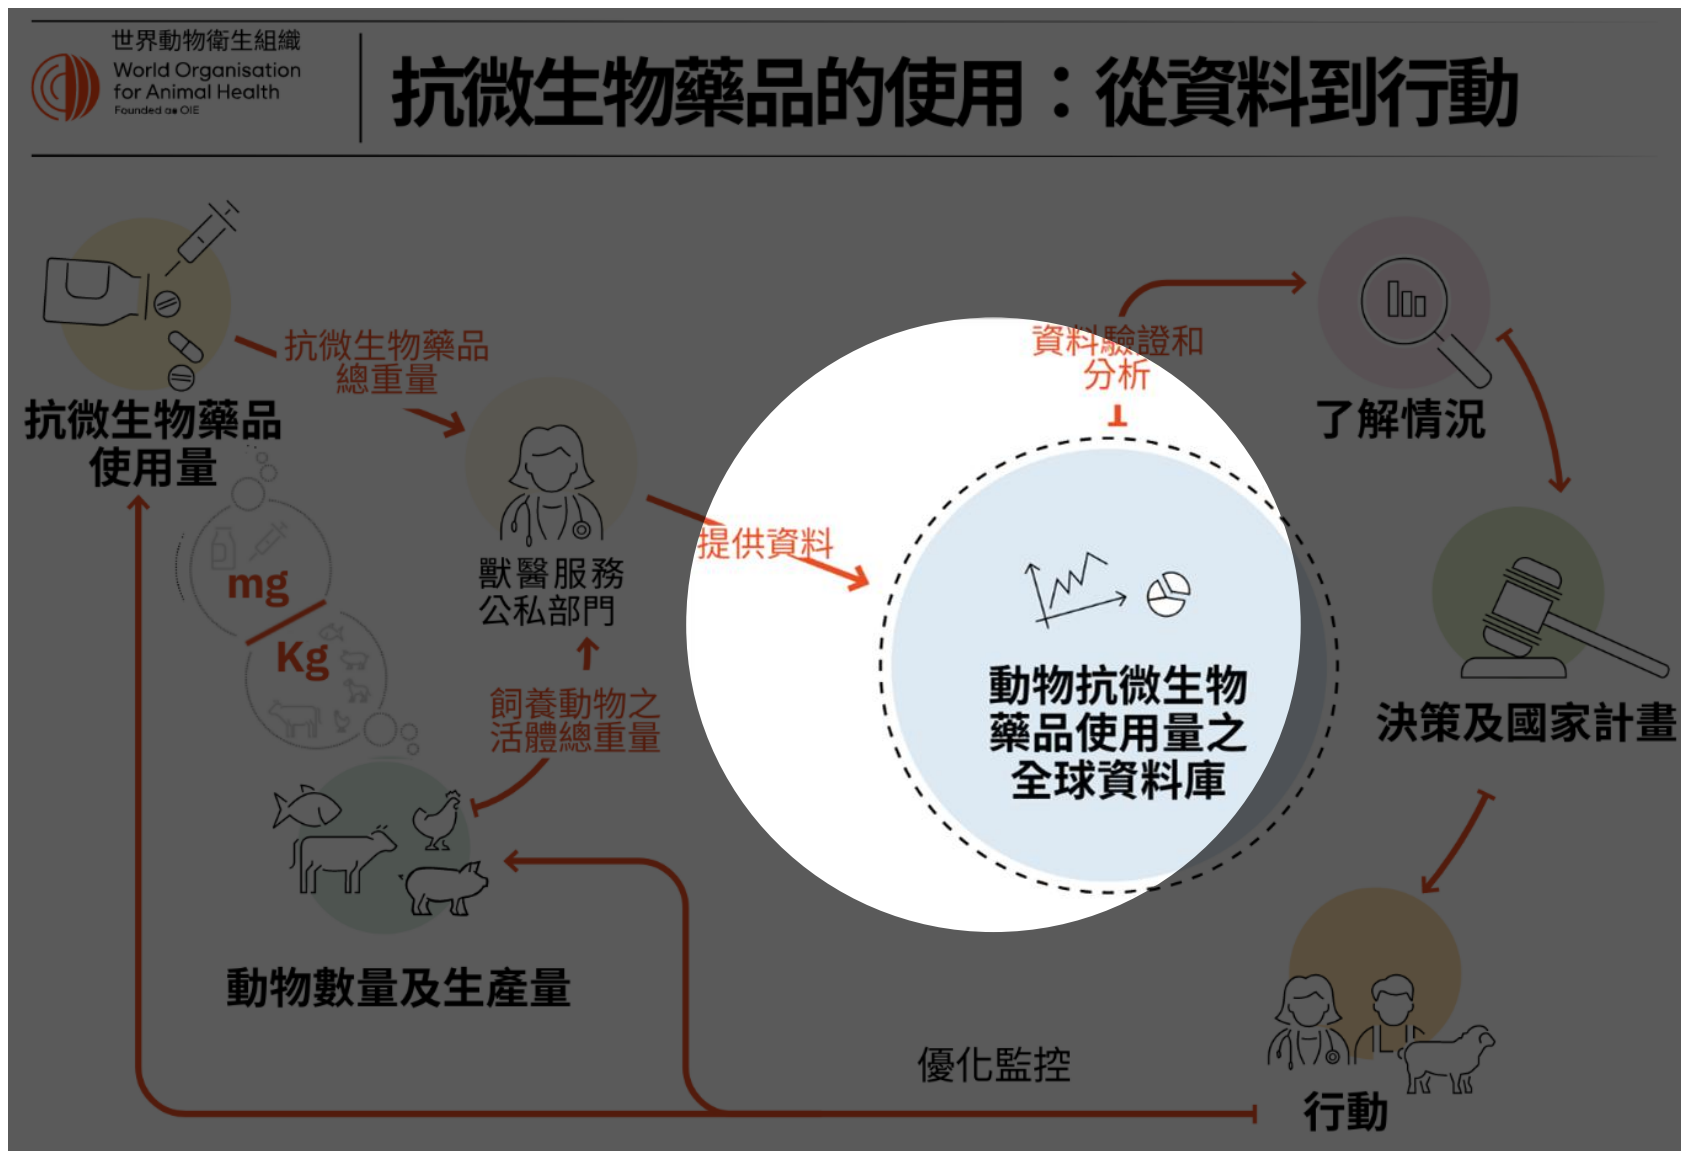 世界動物衛生組織
World Organisation
for Animal Health
Founded as OIE
抗微生物藥品的使用：從資料到行動
抗微生物藥品
總重量
抗微生物藥品
使用量
mg
Kg
獸醫服務
公私部門
飼養動物之
活體總重量
動物數量及生產量
提供資料
資料驗證和
分析
動物抗微生物
藥品使用量之
全球資料庫
了解情況
決策及國家計畫
優化監控
行動